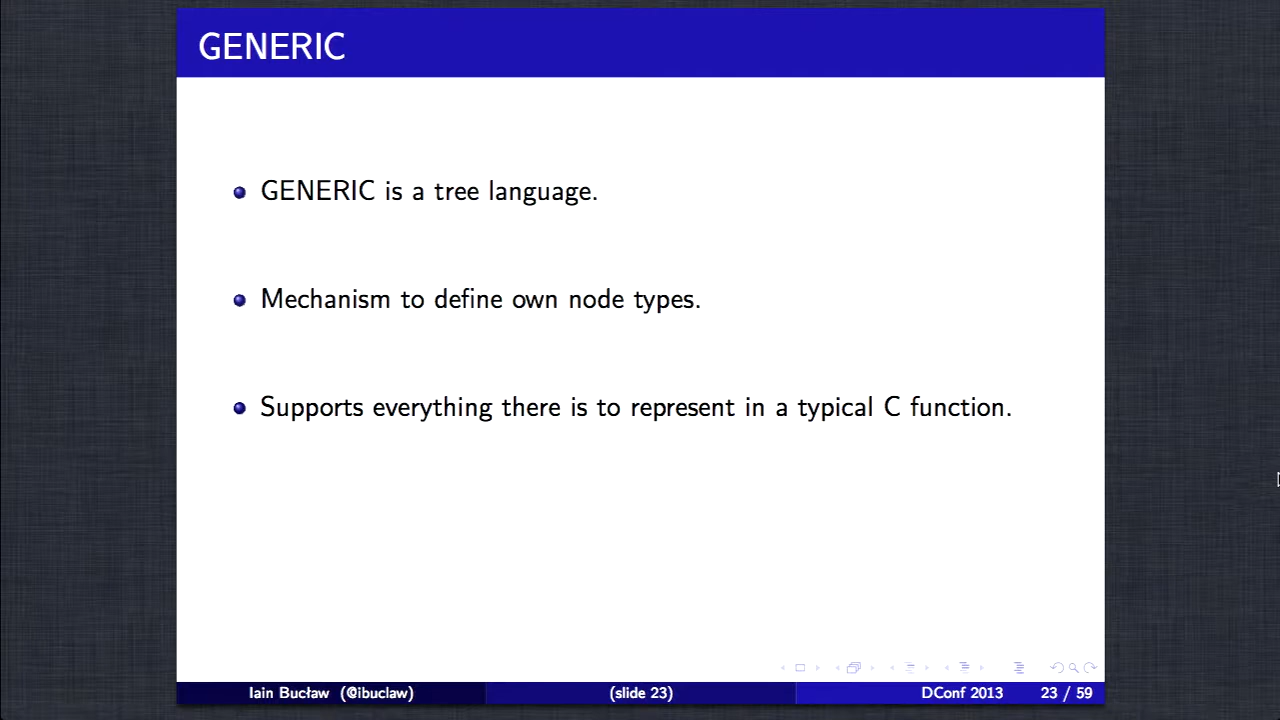 GENERIC
GENERIC is a tree language.
Mechanism to define own node types.
Supports everything there is to represent in a typical C function.
Iain Bucław (@ibuclaw) (slide 23) DConf 2013 23 / 59